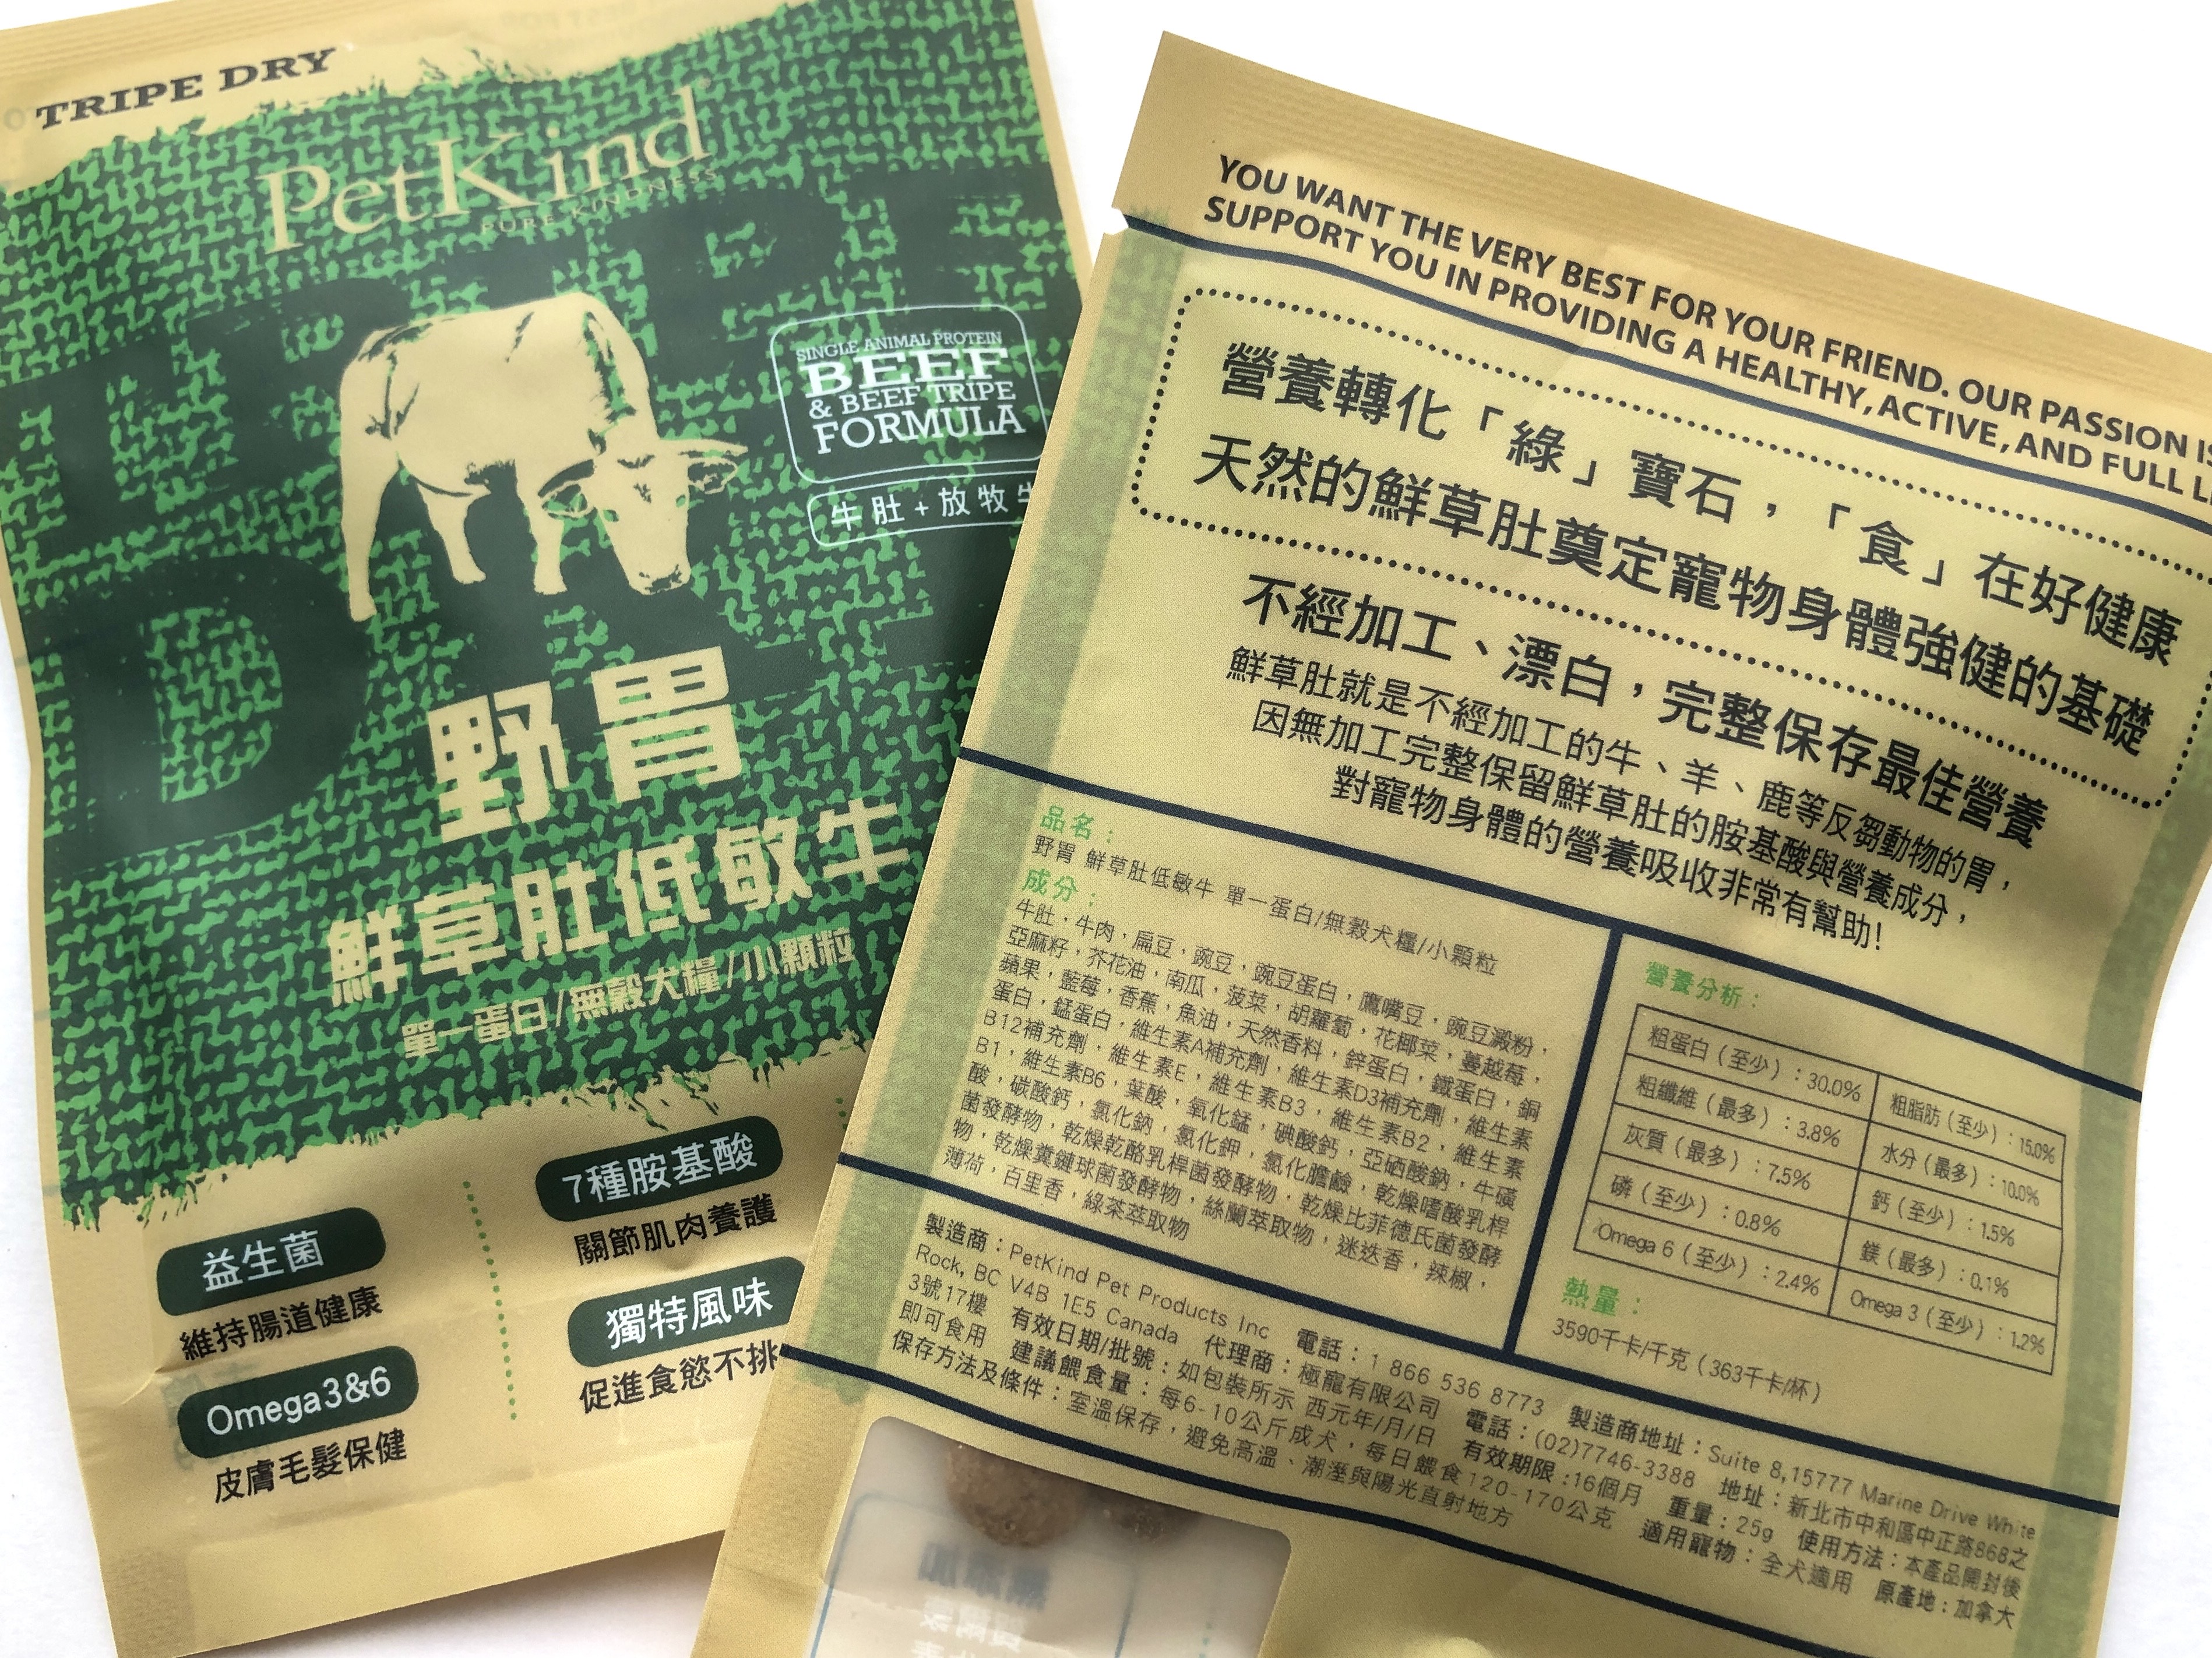 TRIPE DRY
PetKind
PURE KINDNESS
SINGLE ANIMAL PROTEIN
BEEF
& BEEF TRIPE
FORMULA
牛肚+放牧
野胃
鮮草肚低敏牛
單一蛋白/無穀犬糧/小顆粒
益生菌
維持腸道健康
7種胺基酸
關節肌肉養護
Omega3&6
皮膚毛髮保健
獨特風味
促進食慾不挑
YOU WANT THE VERY BEST FOR YOUR FRIEND. OUR PASSION IS
SUPPORT YOU IN PROVIDING A HEALTHY, ACTIVE, AND FULL
營養轉化「綠」寶石，「食」在好健康
天然的鮮草肚奠定寵物身體強健的基礎
不經加工、漂白，完整保存最佳營養
鮮草肚就是不經加工的牛、羊、鹿等反芻動物的胃，
因無加工完整保留鮮草肚的胺基酸與營養成分，
對寵物身體的營養吸收非常有幫助!
品名：
野胃 鮮草肚低敏牛 單一蛋白/無穀犬糧/小顆粒
成分：
牛肚，牛肉，扁豆，豌豆，豌豆蛋白，鷹嘴豆，豌豆澱粉，
亞麻籽，芥花油，南瓜，菠菜，胡蘿蔔，花椰菜，蔓越莓，
蘋果，藍莓，香蕉，魚油，天然香料，鋅蛋白，鐵蛋白，銅
蛋白，錳蛋白，維生素A補充劑，維生素D3補充劑，維生素
B12補充劑，維生素E，維生素B3，維生素B2，維生素
B1，維生素B6，葉酸，氧化錳，碘酸鈣，亞硒酸鈉，牛磺
酸，碳酸鈣，氯化鈉，氯化鉀，氯化膽鹼，乾燥嗜酸乳桿
菌發酵物，乾燥乾酪乳桿菌發酵物，乾燥比菲德氏菌發酵
物，乾燥糞鏈球菌發酵物，絲蘭萃取物，迷迭香，辣椒，
薄荷，百里香，綠茶萃取物
營養分析：
粗蛋白（至少）：30.0% 粗脂肪（至少）：15.0%
粗纖維（最多）：3.8% 水分（最多）：10.0%
灰質（最多）：7.5% 鈣（至少）：1.5%
磷（至少）：0.8% 鎂（最多）：0.1%
Omega 6（至少）：2.4% Omega 3（至少）：1.2%
熱量：
3590千卡/千克（363千卡/杯）
製造商：PetKind Pet Products Inc 電話：1 866 536 8773 製造商地址：Suite 8,15777 Marine Drive White
Rock, BC V4B 1E5 Canada 代理商：極寵有限公司 電話：(02)7746-3388 地址：新北市中和區中正路868之
3號17樓 有效日期/批號：如包裝所示 西元年/月/日 有效期限:16個月 重量：25g 使用方法：本產品開封後
即可食用 建議餵食量：每6-10公斤成犬，每日餵食120-170公克 適用寵物：全犬適用 原產地：加拿大
保存方法及條件：室溫保存，避免高溫、潮溼與陽光直射地方